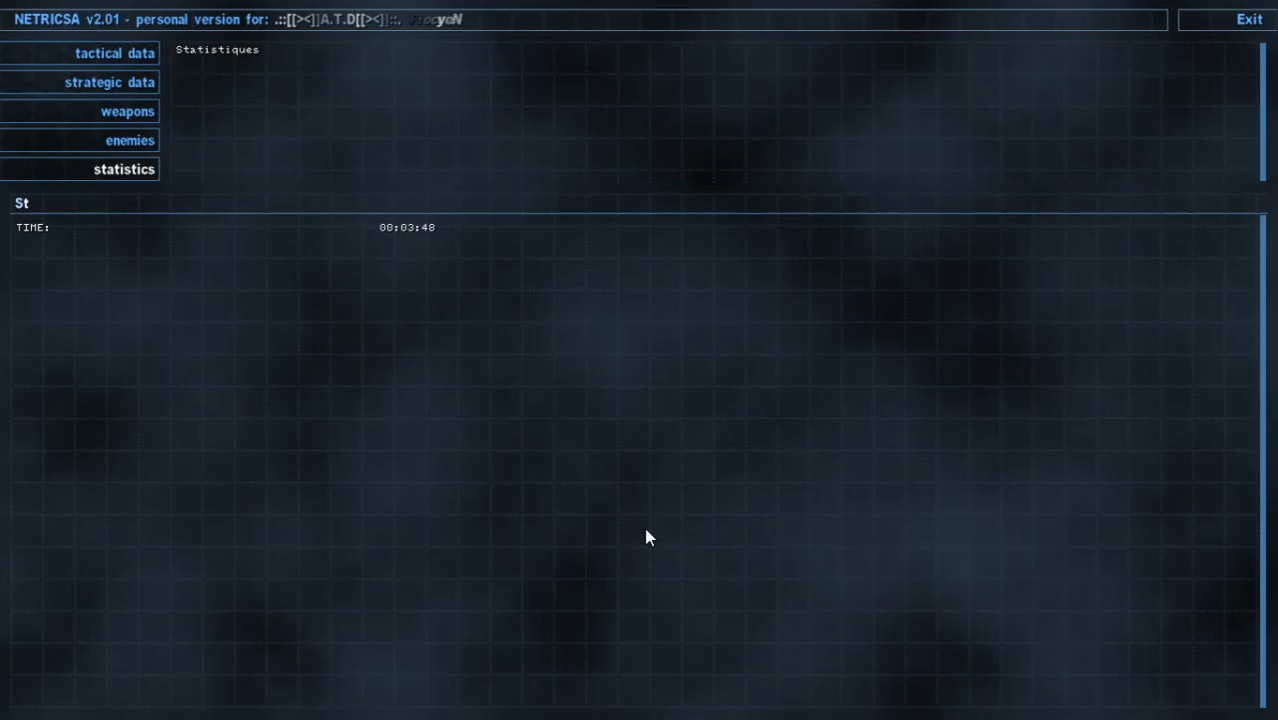 NETRICSA v2.01 - personal version for: .::[[><]]A.T.D[[><]]::. ProcyoN
Exit
tactical data
Statistiques
strategic data
weapons
enemies
statistics
St
TIME: 00:03:48